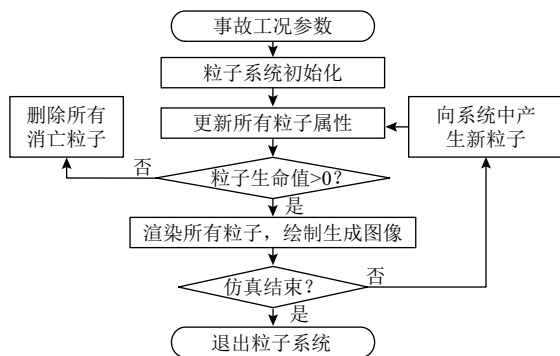 事故工况参数
粒子系统初始化
删除所有
消亡粒子
更新所有粒子属性
向系统中产
生新粒子
否
粒子生命值>0?
是
渲染所有粒子，绘制生成图像
仿真结束?
否
是
退出粒子系统